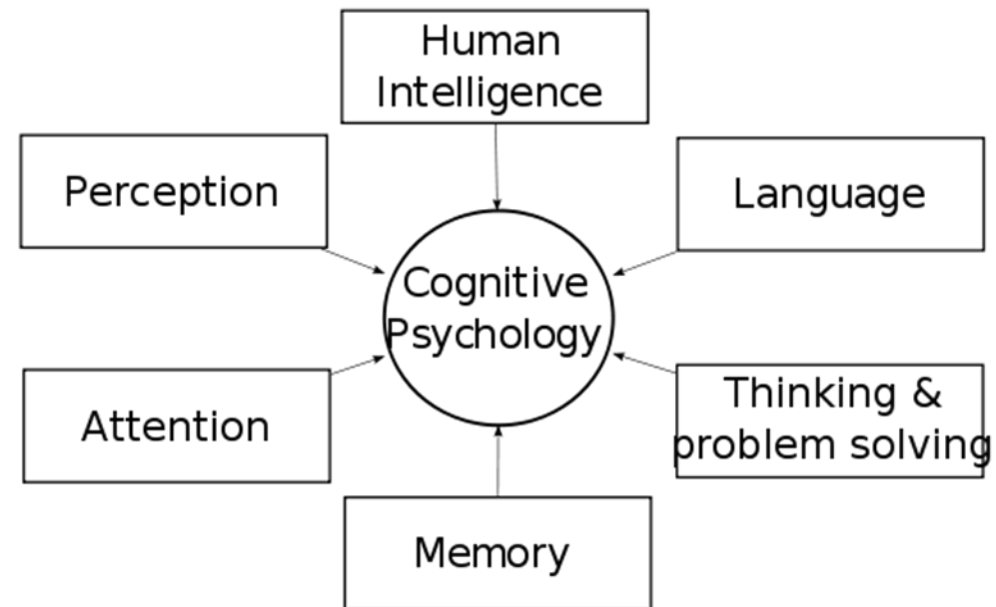 Human
Intelligence
Perception
Language
Cognitive
Psychology
Attention
Thinking &
problem solving
Memory